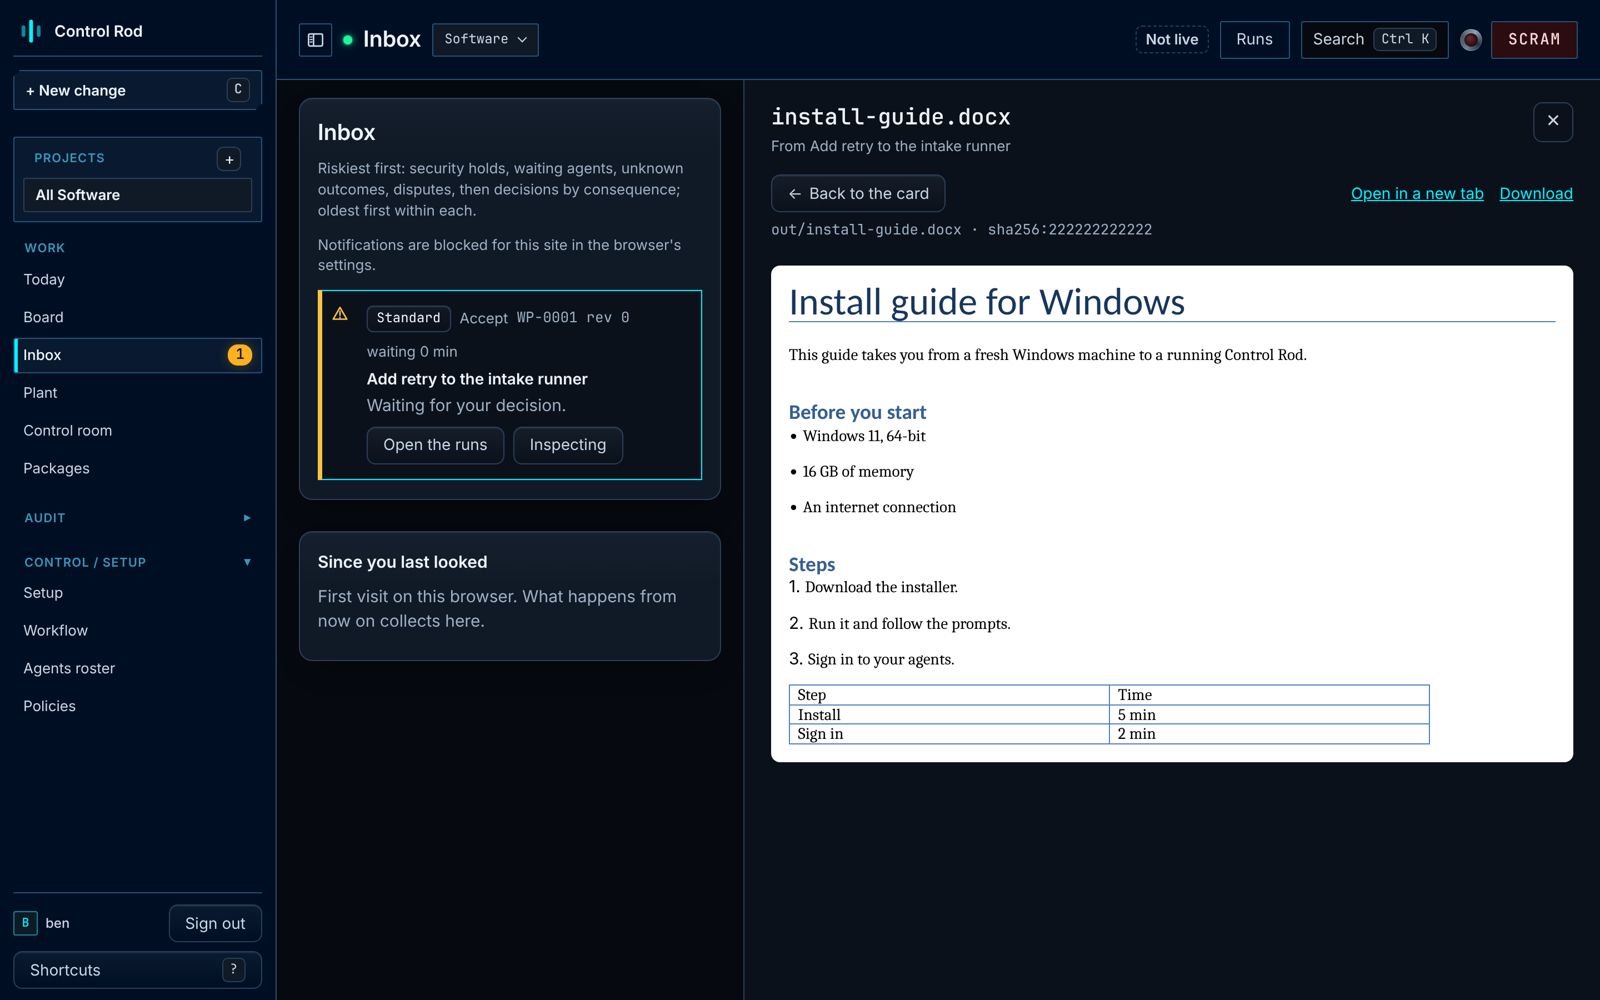 Control Rod
+ New change C
PROJECTS +
All Software
WORK
Today
Board
Inbox 1
Plant
Control room
Packages
AUDIT
CONTROL / SETUP
Setup
Workflow
Agents roster
Policies
B ben Sign out
Shortcuts ?
Inbox Software
Not live Runs Search Ctrl K SCRAM
Inbox
Riskiest first: security holds, waiting agents, unknown
outcomes, disputes, then decisions by consequence;
oldest first within each.
Notifications are blocked for this site in the browser's
settings.
Standard Accept WP-0001 rev 0
waiting 0 min
Add retry to the intake runner
Waiting for your decision.
Open the runs Inspecting
Since you last looked
First visit on this browser. What happens from
now on collects here.
install-guide.docx
From Add retry to the intake runner
← Back to the card Open in a new tab Download
out/install-guide.docx · sha256:222222222222
Install guide for Windows
This guide takes you from a fresh Windows machine to a running Control Rod.
Before you start
• Windows 11, 64-bit
• 16 GB of memory
• An internet connection
Steps
1. Download the installer.
2. Run it and follow the prompts.
3. Sign in to your agents.
Step Time
Install 5 min
Sign in 2 min